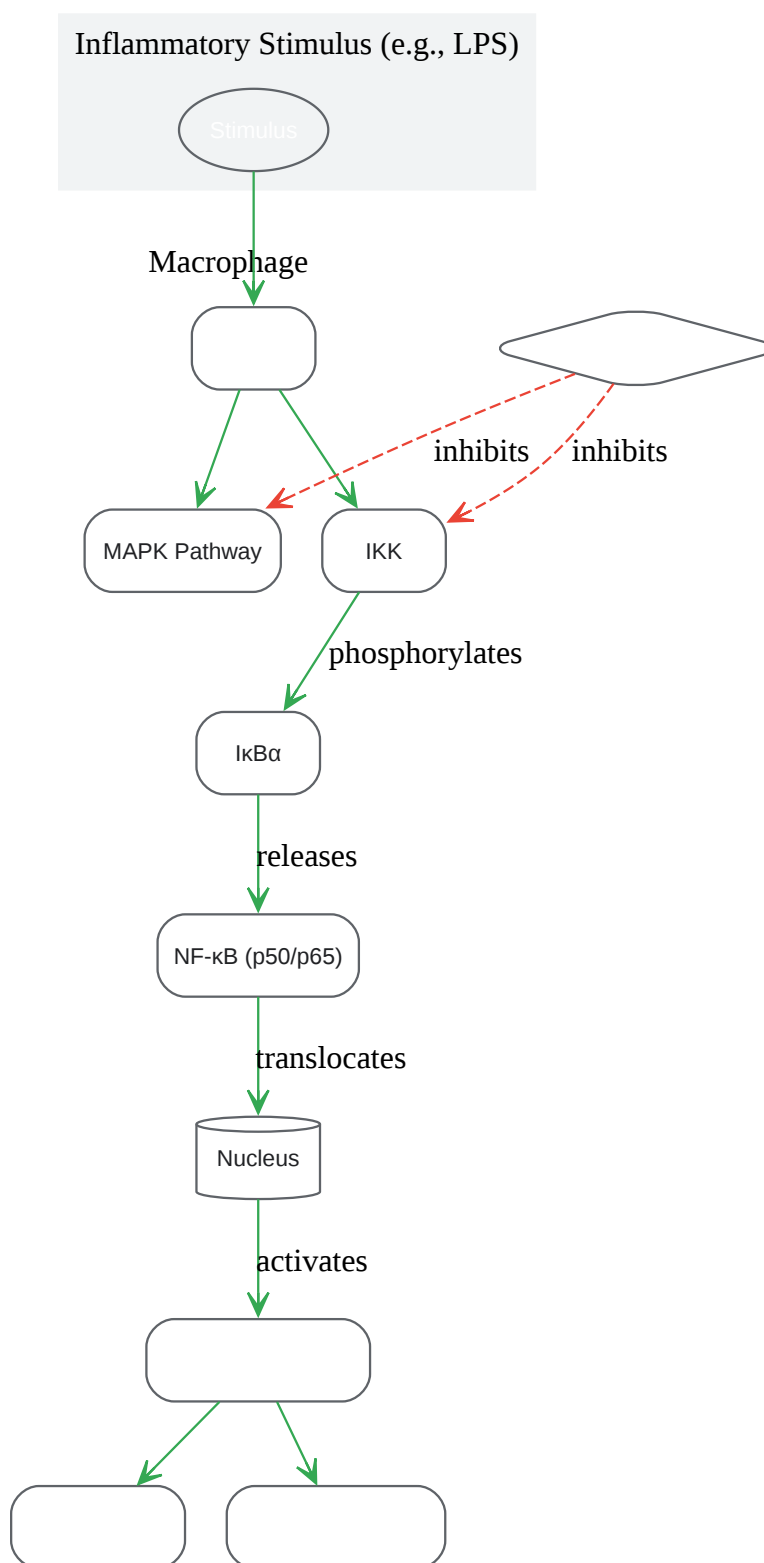 Inflammatory Stimulus (e.g., LPS)
Stimulus
Macrophage
inhibits
inhibits
MAPK Pathway
IKK
phosphorylates
IκBα
releases
NF-κB (p50/p65)
translocates
Nucleus
activates